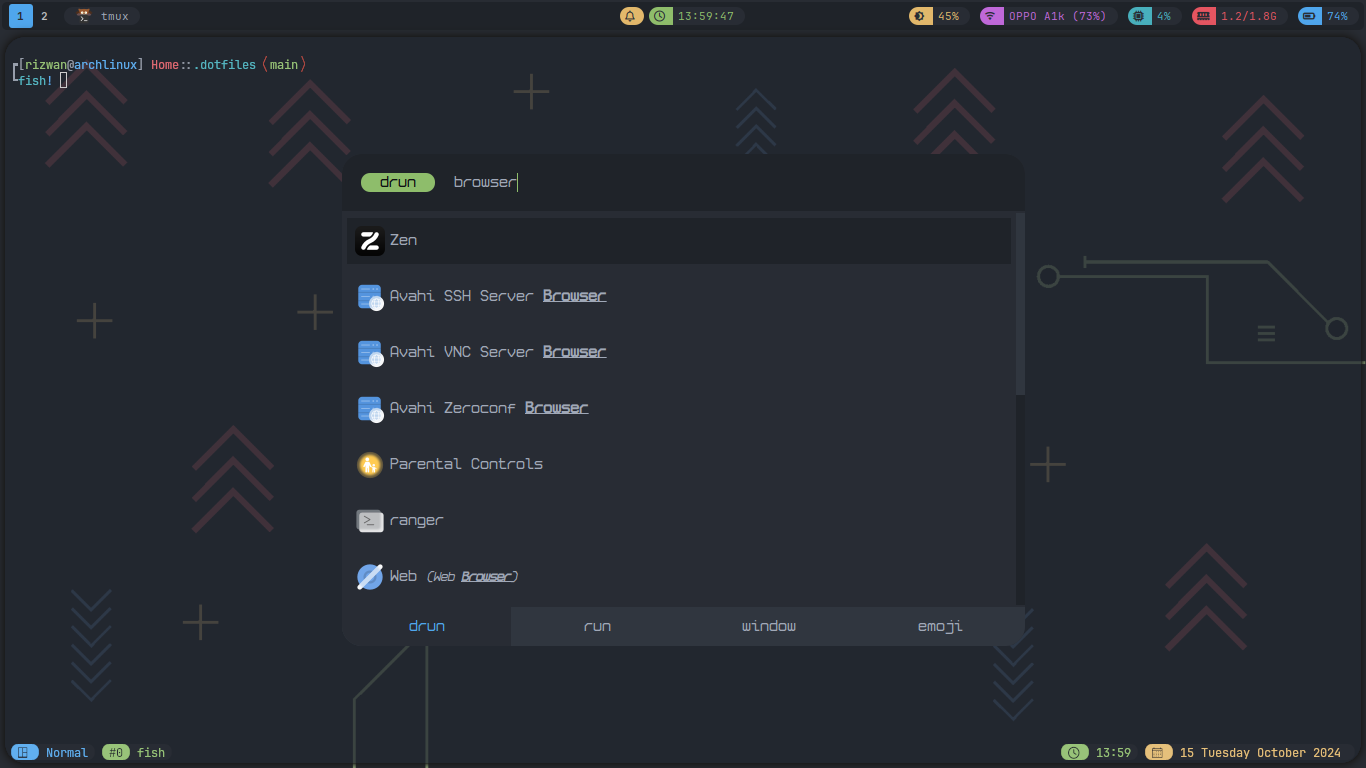 1 2 tmux 13:59:47 45% OPPO A1k (73%) 4% 1.2/1.8G 74%
[rizwan@archlinux] Home::.dotfiles (main)
fish!
drun browser
Zen
Avahi SSH Server Browser
Avahi VNC Server Browser
Avahi Zeroconf Browser
Parental Controls
ranger
Web (Web Browser)
drun run window emoji
Normal #0 fish 13:59 15 Tuesday October 2024